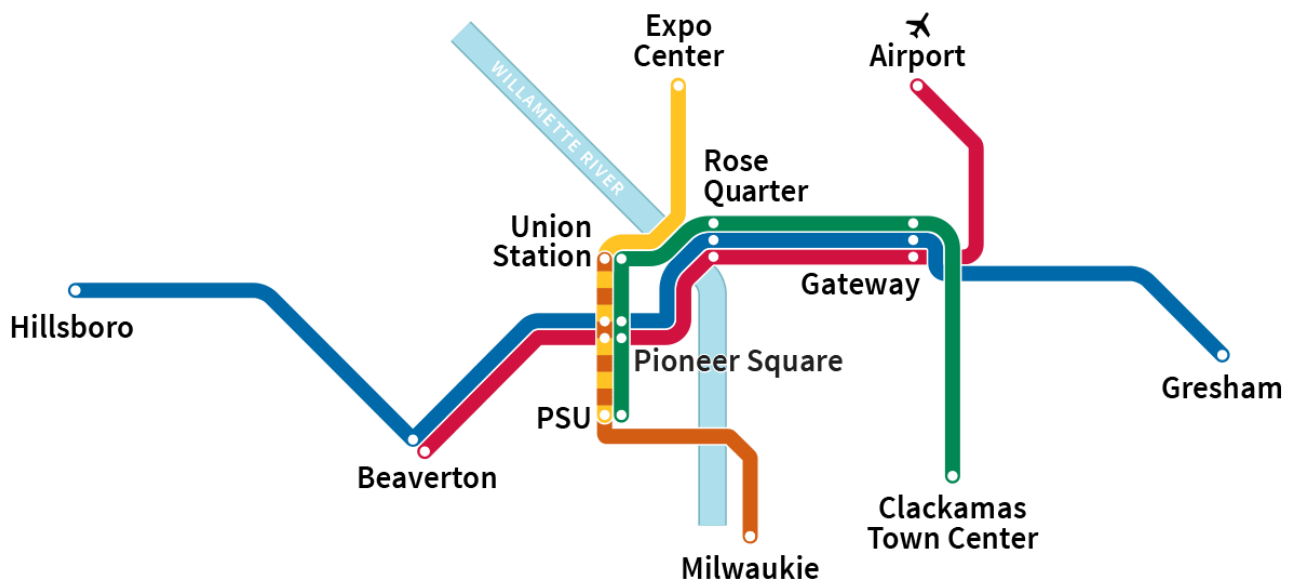 Expo
Center
Airport
WILLAMETTE RIVER
Rose
Quarter
Union
Station
Gateway
Hillsboro
Pioneer Square
Gresham
PSU
Beaverton
Clackamas
Town Center
Milwaukie